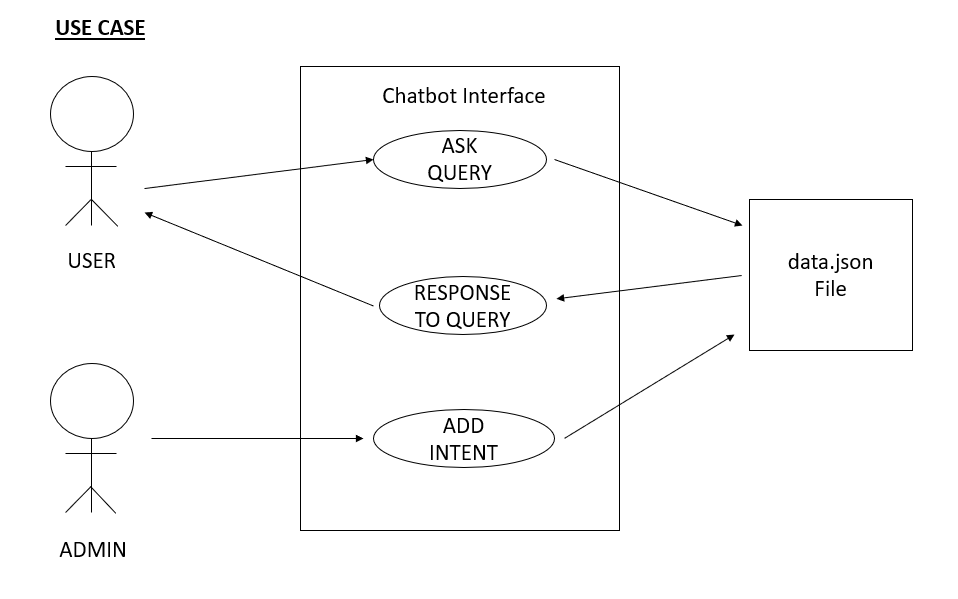 USE CASE
Chatbot Interface
ASK
QUERY
USER
data.json
File
RESPONSE
TO QUERY
ADD
INTENT
ADMIN